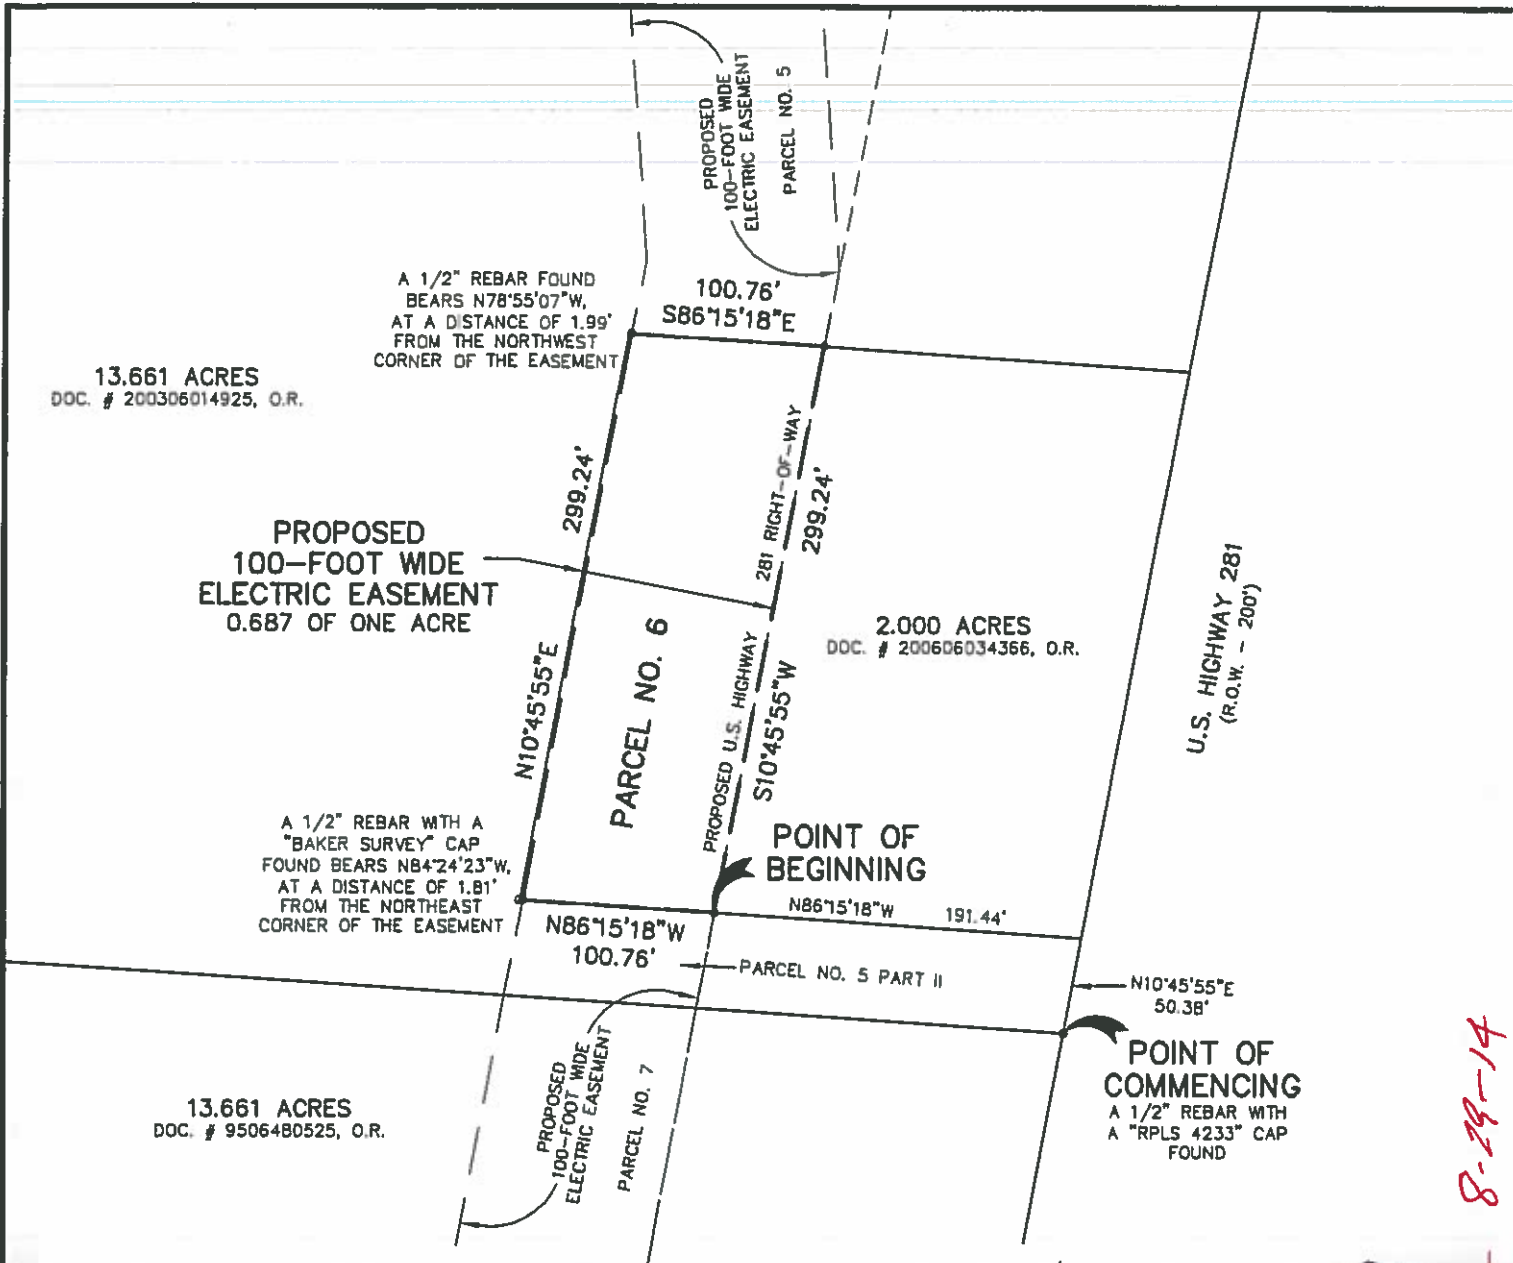 PROPOSED
100-FOOT WIDE
ELECTRIC EASEMENT
PARCEL NO. 5
A 1/2" REBAR FOUND
BEARS N78°55'07"W,
AT A DISTANCE OF 1.99'
FROM THE NORTHWEST
CORNER OF THE EASEMENT
100.76'
S86°15'18"E
13.661 ACRES
DOC. # 200306014925, O.R.
299.24'
281 RIGHT-OF-WAY
299.24'
PROPOSED
100-FOOT WIDE
ELECTRIC EASEMENT
0.687 OF ONE ACRE
N10°45'55"E
PARCEL NO. 6
PROPOSED U.S. HIGHWAY
S10°45'55"W
2.000 ACRES
DOC. # 200606034366, O.R.
U.S. HIGHWAY 281
(R.O.W. - 200')
A 1/2" REBAR WITH A
"BAKER SURVEY" CAP
FOUND BEARS N84°24'23"W,
AT A DISTANCE OF 1.81'
FROM THE NORTHEAST
CORNER OF THE EASEMENT
POINT OF
BEGINNING
N86°15'18"W 191.44'
N86°15'18"W
100.76'
PARCEL NO. 5 PART II
N10°45'55"E
50.38'
POINT OF
COMMENCING
A 1/2" REBAR WITH
A "RPLS 4233" CAP
FOUND
13.661 ACRES
DOC. # 9506480525, O.R.
PROPOSED
100-FOOT WIDE
ELECTRIC EASEMENT
PARCEL NO. 7
8-29-14